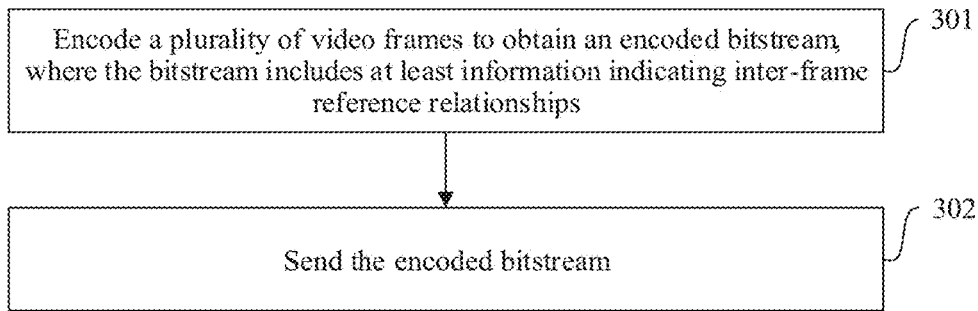 Encode a plurality of video frames to obtain an encoded bitstream,
where the bitstream includes at least information indicating inter-frame
reference relationships
301
Send the encoded bitstream
302